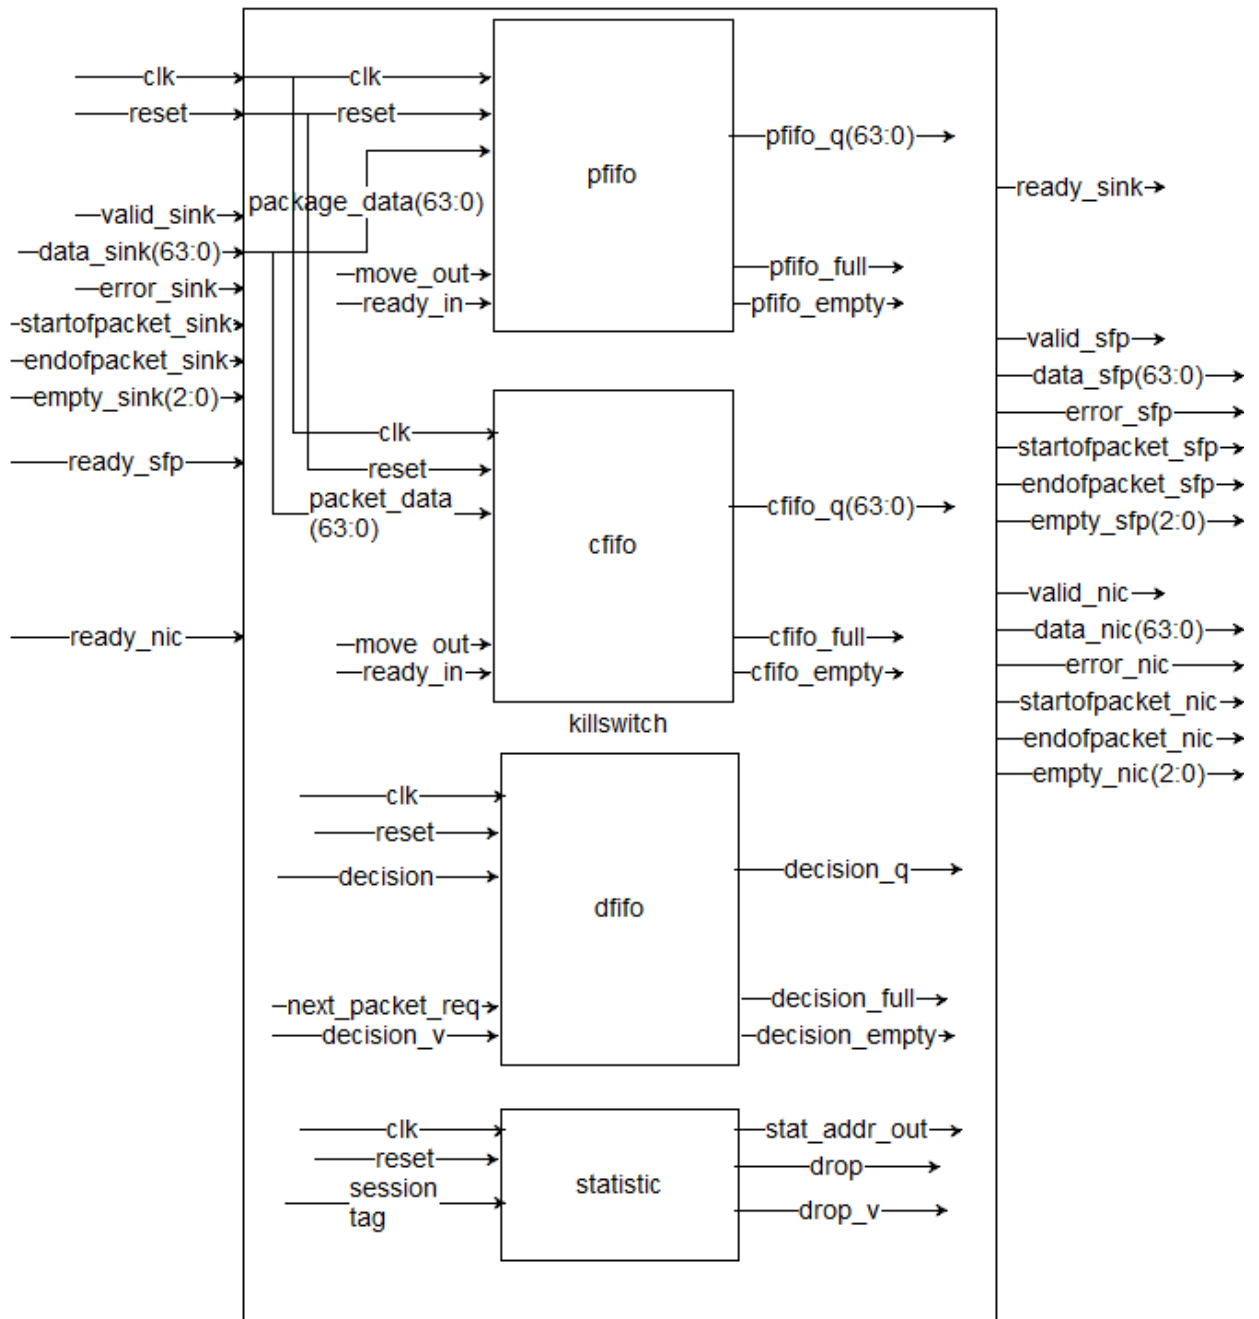 clk
reset
valid_sink
data_sink(63:0)
error_sink
startofpacket_sink
endofpacket_sink
empty_sink(2:0)
ready_sfp
ready_nic
clk
reset
package_data(63:0)
move_out
ready_in
pfifo
pfifo_q(63:0)
pfifo_full
pfifo_empty
clk
reset
packet_data
(63:0)
move_out
ready_in
cfifo
cfifo_q(63:0)
cfifo_full
cfifo_empty
killswitch
clk
reset
decision
next_packet_req
decision_v
dfifo
decision_q
decision_full
decision_empty
clk
reset
session
tag
statistic
stat_addr_out
drop
drop_v
ready_sink
valid_sfp
data_sfp(63:0)
error_sfp
startofpacket_sfp
endofpacket_sfp
empty_sfp(2:0)
valid_nic
data_nic(63:0)
error_nic
startofpacket_nic
endofpacket_nic
empty_nic(2:0)